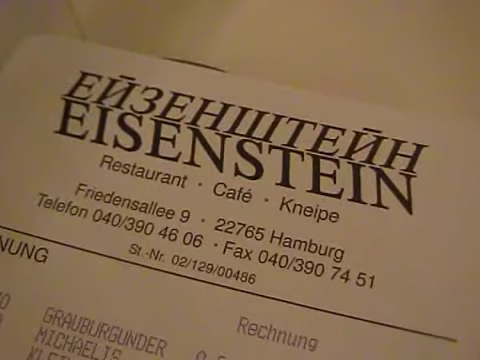 ЕЙЗЕНШТЕЙН
EISENSTEIN
Restaurant · Café · Kneipe
Friedensallee 9 · 22765 Hamburg
Telefon 040/390 46 06 · Fax 040/390 74 51
St.-Nr. 02/129/00486
NUNG
Rechnung
GRAUBURGUNDER
MICHAELIS